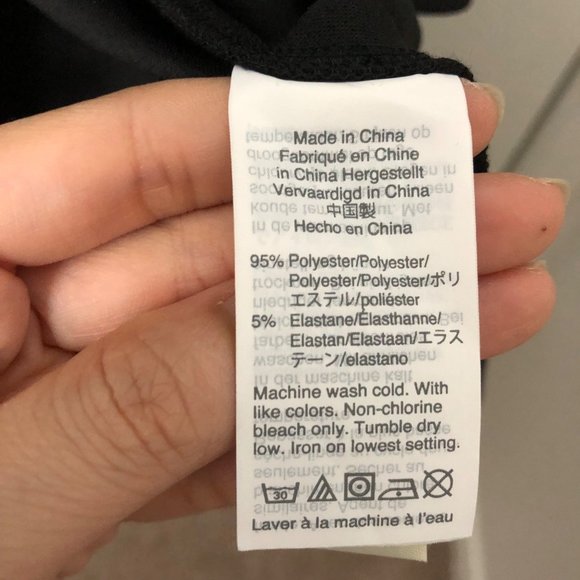 Made in China
Fabriqué en Chine
in China Hergestellt
Vervaardigd in China
中国製
Hecho en China
95% Polyester/Polyester/
Polyester/Polyester/ポリ
エステル/poliéster
5% Elastane/Élasthanne/
Elastan/Elastaan/エラス
テーン/elastano
Machine wash cold. With
like colors. Non-chlorine
bleach only. Tumble dry
low. Iron on lowest setting.
30
Laver à la machine à l'eau